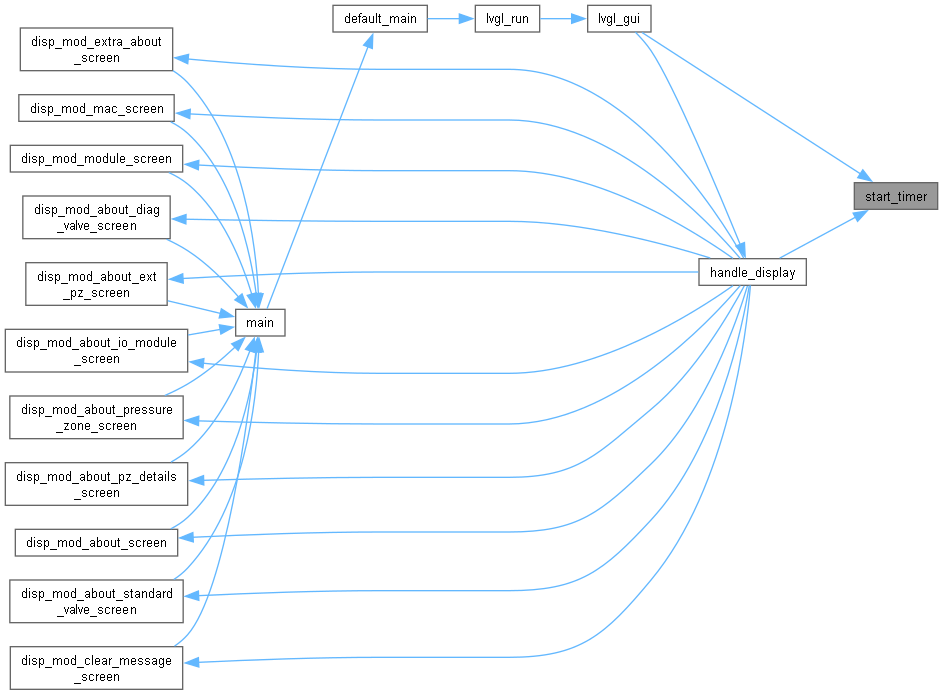 default_main
lvgl_run
lvgl_gui
disp_mod_extra_about
_screen
disp_mod_mac_screen
disp_mod_module_screen
disp_mod_about_diag
_valve_screen
disp_mod_about_ext
_pz_screen
disp_mod_about_io_module
_screen
disp_mod_about_pressure
_zone_screen
disp_mod_about_pz_details
_screen
disp_mod_about_screen
disp_mod_about_standard
_valve_screen
disp_mod_clear_message
_screen
main
handle_display
start_timer